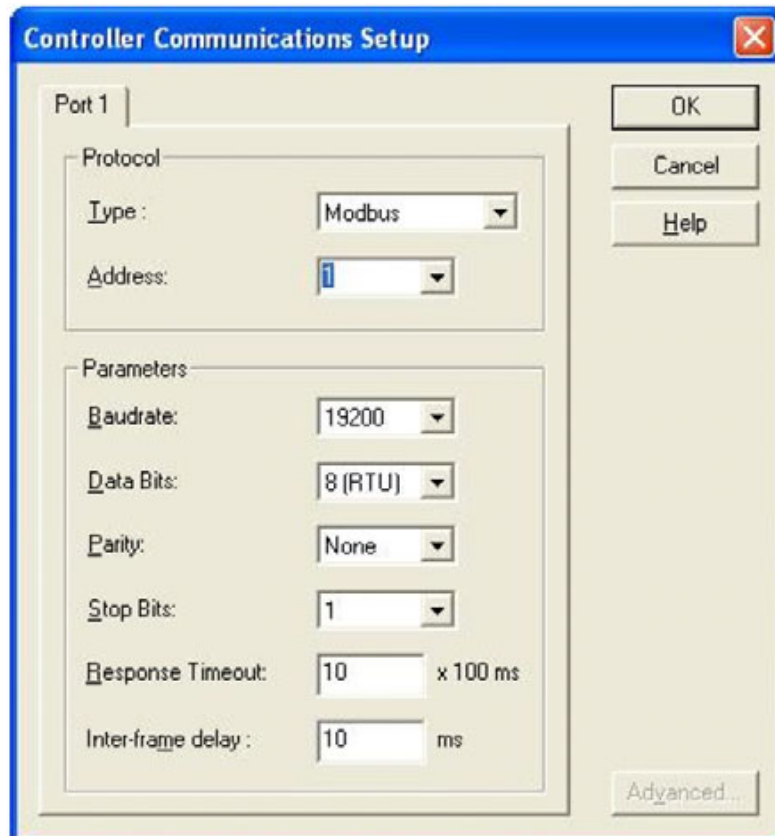 Controller Communications Setup
Port 1
OK
Cancel
Help
Protocol
Type : Modbus
Address: 1
Parameters
Baudrate: 19200
Data Bits: 8 (RTU)
Parity: None
Stop Bits: 1
Response Timeout: 10 x 100 ms
Inter-frame delay : 10 ms
Advanced...